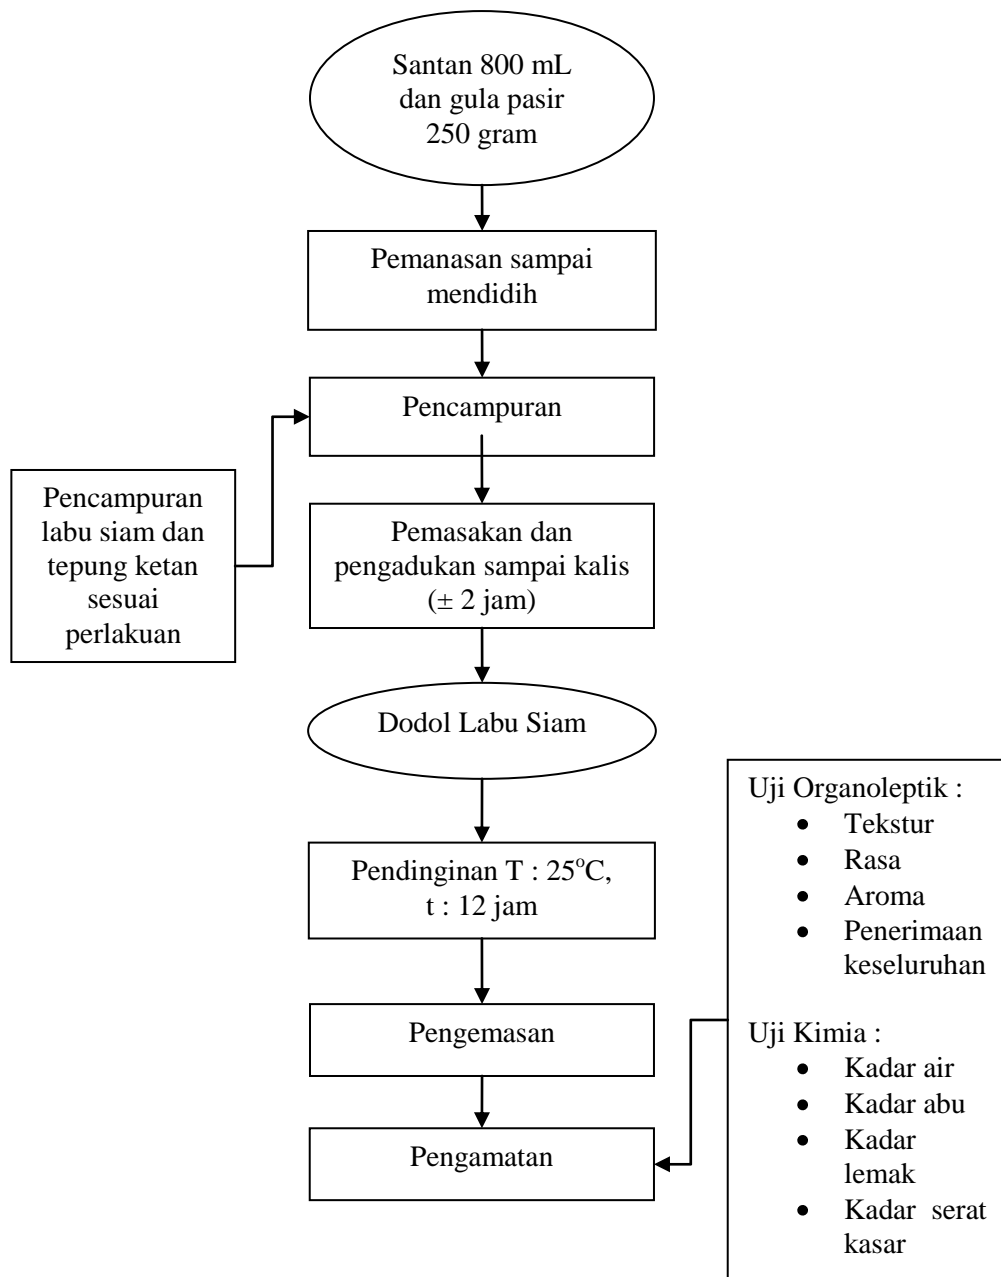 Santan 800 mL
dan gula pasir
250 gram
Pemanasan sampai
mendidih
Pencampuran
Pencampuran
labu siam dan
tepung ketan
sesuai
perlakuan
Pemasakan dan
pengadukan sampai kalis
(± 2 jam)
Dodol Labu Siam
Pendinginan T : 25°C,
t : 12 jam
Pengemasan
Pengamatan
Uji Organoleptik :
• Tekstur
• Rasa
• Aroma
• Penerimaan
keseluruhan
Uji Kimia :
• Kadar air
• Kadar abu
• Kadar
lemak
• Kadar serat
kasar